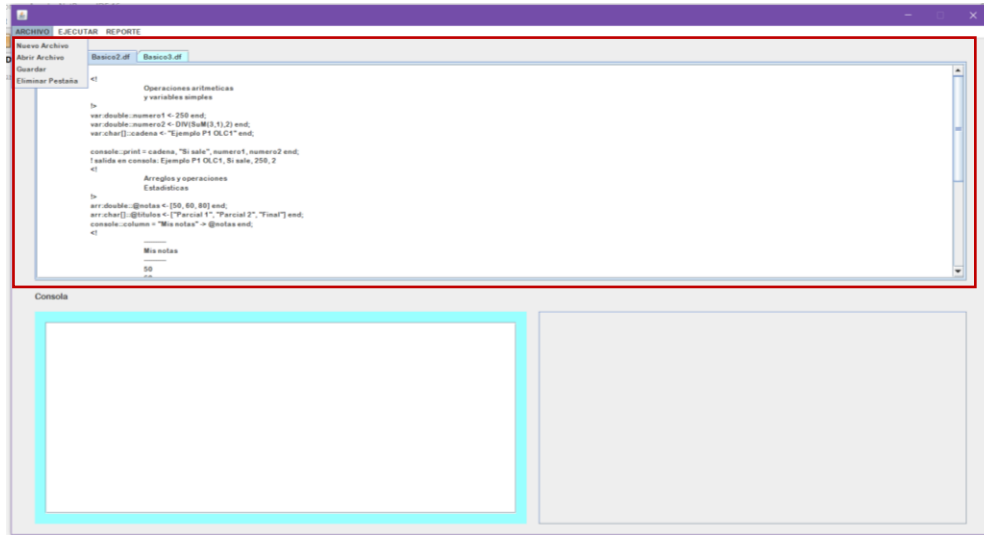 ARCHIVO EJECUTAR REPORTE
Nuevo Archivo
Abrir Archivo
Guardar
Eliminar Pestaña
Basico2.df Basico3.df
<!
Operaciones aritmeticas
y variables simples
!>
var:double::numero1 <- 250 end;
var:double::numero2 <- DIV(SuM(3,1),2) end;
var:char[]::cadena <- "Ejemplo P1 OLC1" end;
console::print = cadena, "Si sale", numero1, numero2 end;
! salida en consola: Ejemplo P1 OLC1, Si sale, 250, 2
<!
Arreglos y operaciones
Estadisticas
!>
arr:double::@notas <- [50, 60, 80] end;
arr:char[]::@titulos <- ["Parcial 1", "Parcial 2", "Final"] end;
console::column = "Mis notas" -> @notas end;
<!
--------
Mis notas
--------
50
Consola